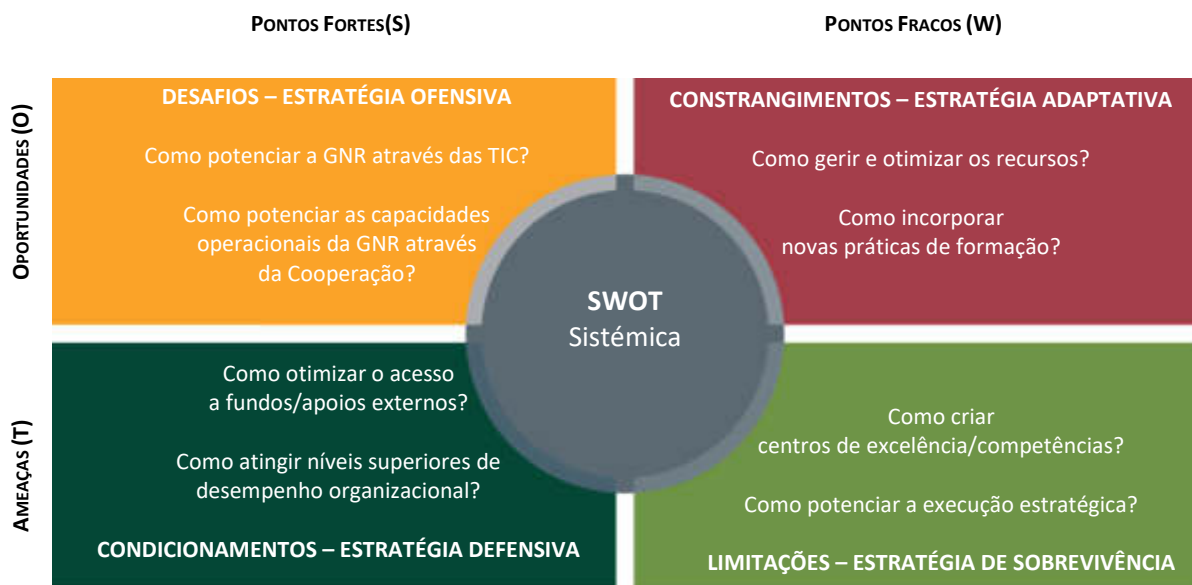 PONTOS FORTES(S)
PONTOS FRACOS (W)
OPORTUNIDADES (O)
DESAFIOS – ESTRATÉGIA OFENSIVA
Como potenciar a GNR através das TIC?
Como potenciar as capacidades
operacionais da GNR através
da Cooperação?
CONSTRANGIMENTOS – ESTRATÉGIA ADAPTATIVA
Como gerir e otimizar os recursos?
Como incorporar
novas práticas de formação?
SWOT
Sistémica
AMEAÇAS (T)
Como otimizar o acesso
a fundos/apoios externos?
Como atingir níveis superiores de
desempenho organizacional?
CONDICIONAMENTOS – ESTRATÉGIA DEFENSIVA
Como criar
centros de excelência/competências?
Como potenciar a execução estratégica?
LIMITAÇÕES – ESTRATÉGIA DE SOBREVIVÊNCIA